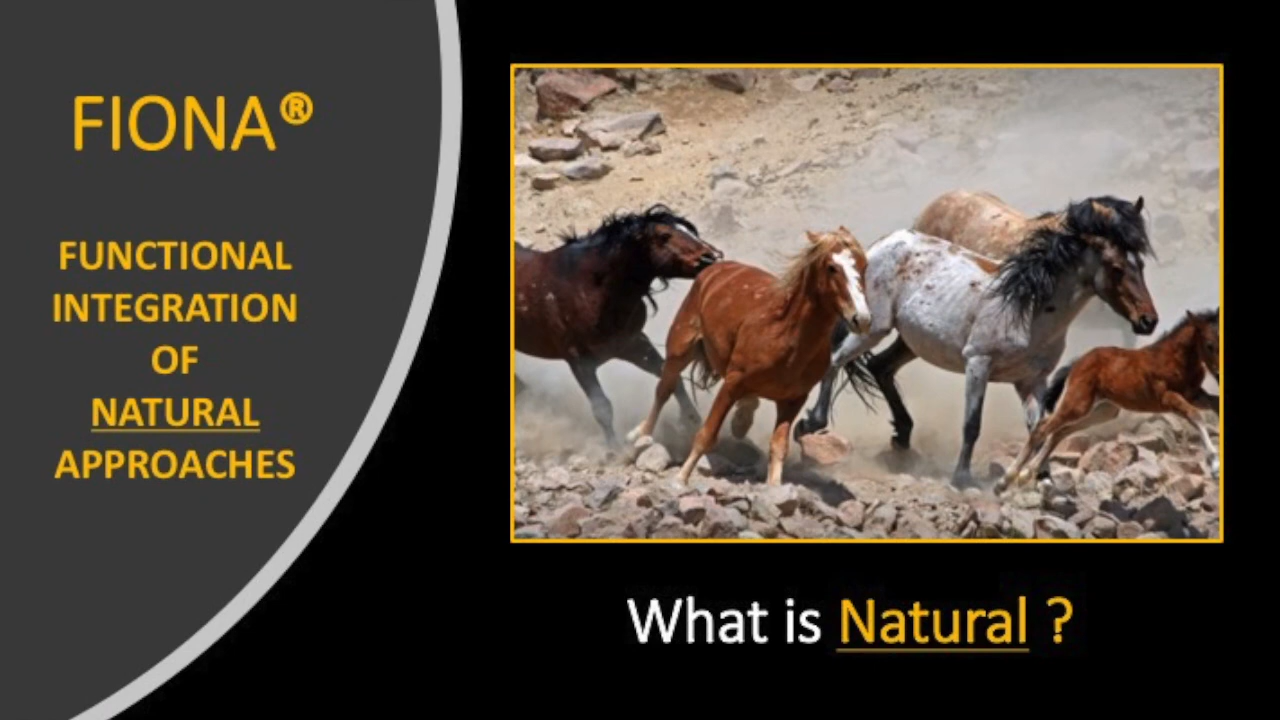 FIONA®
FUNCTIONAL
INTEGRATION
OF
NATURAL
APPROACHES
What is Natural ?